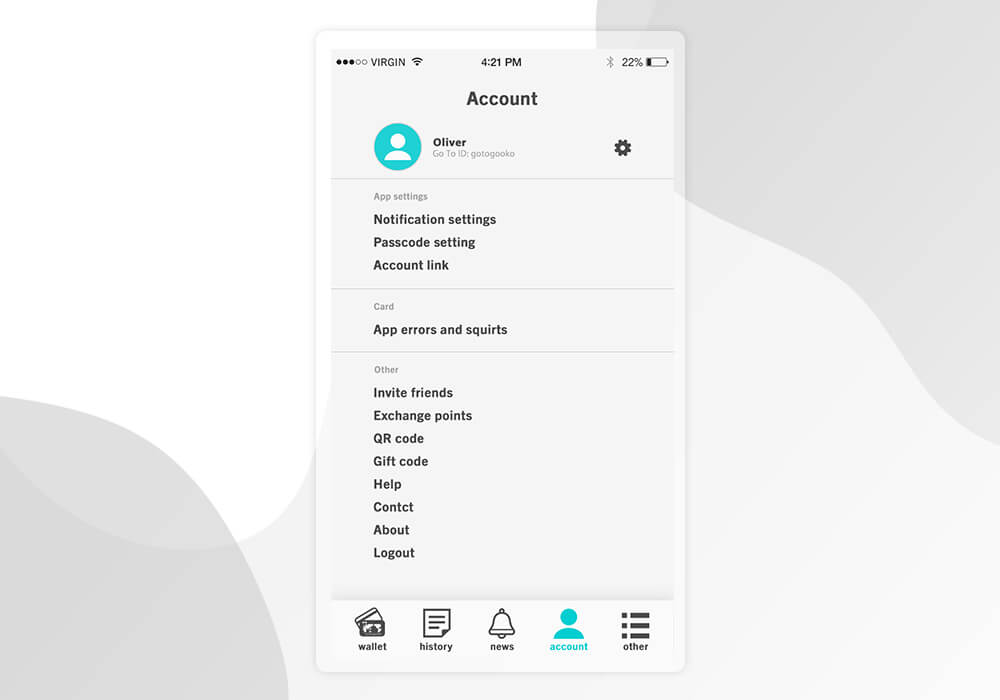 VIRGIN 4:21 PM 22%
Account
Oliver
Go To ID: gotogooko
App settings
Notification settings
Passcode setting
Account link
Card
App errors and squirts
Other
Invite friends
Exchange points
QR code
Gift code
Help
Contct
About
Logout
wallet history news account other